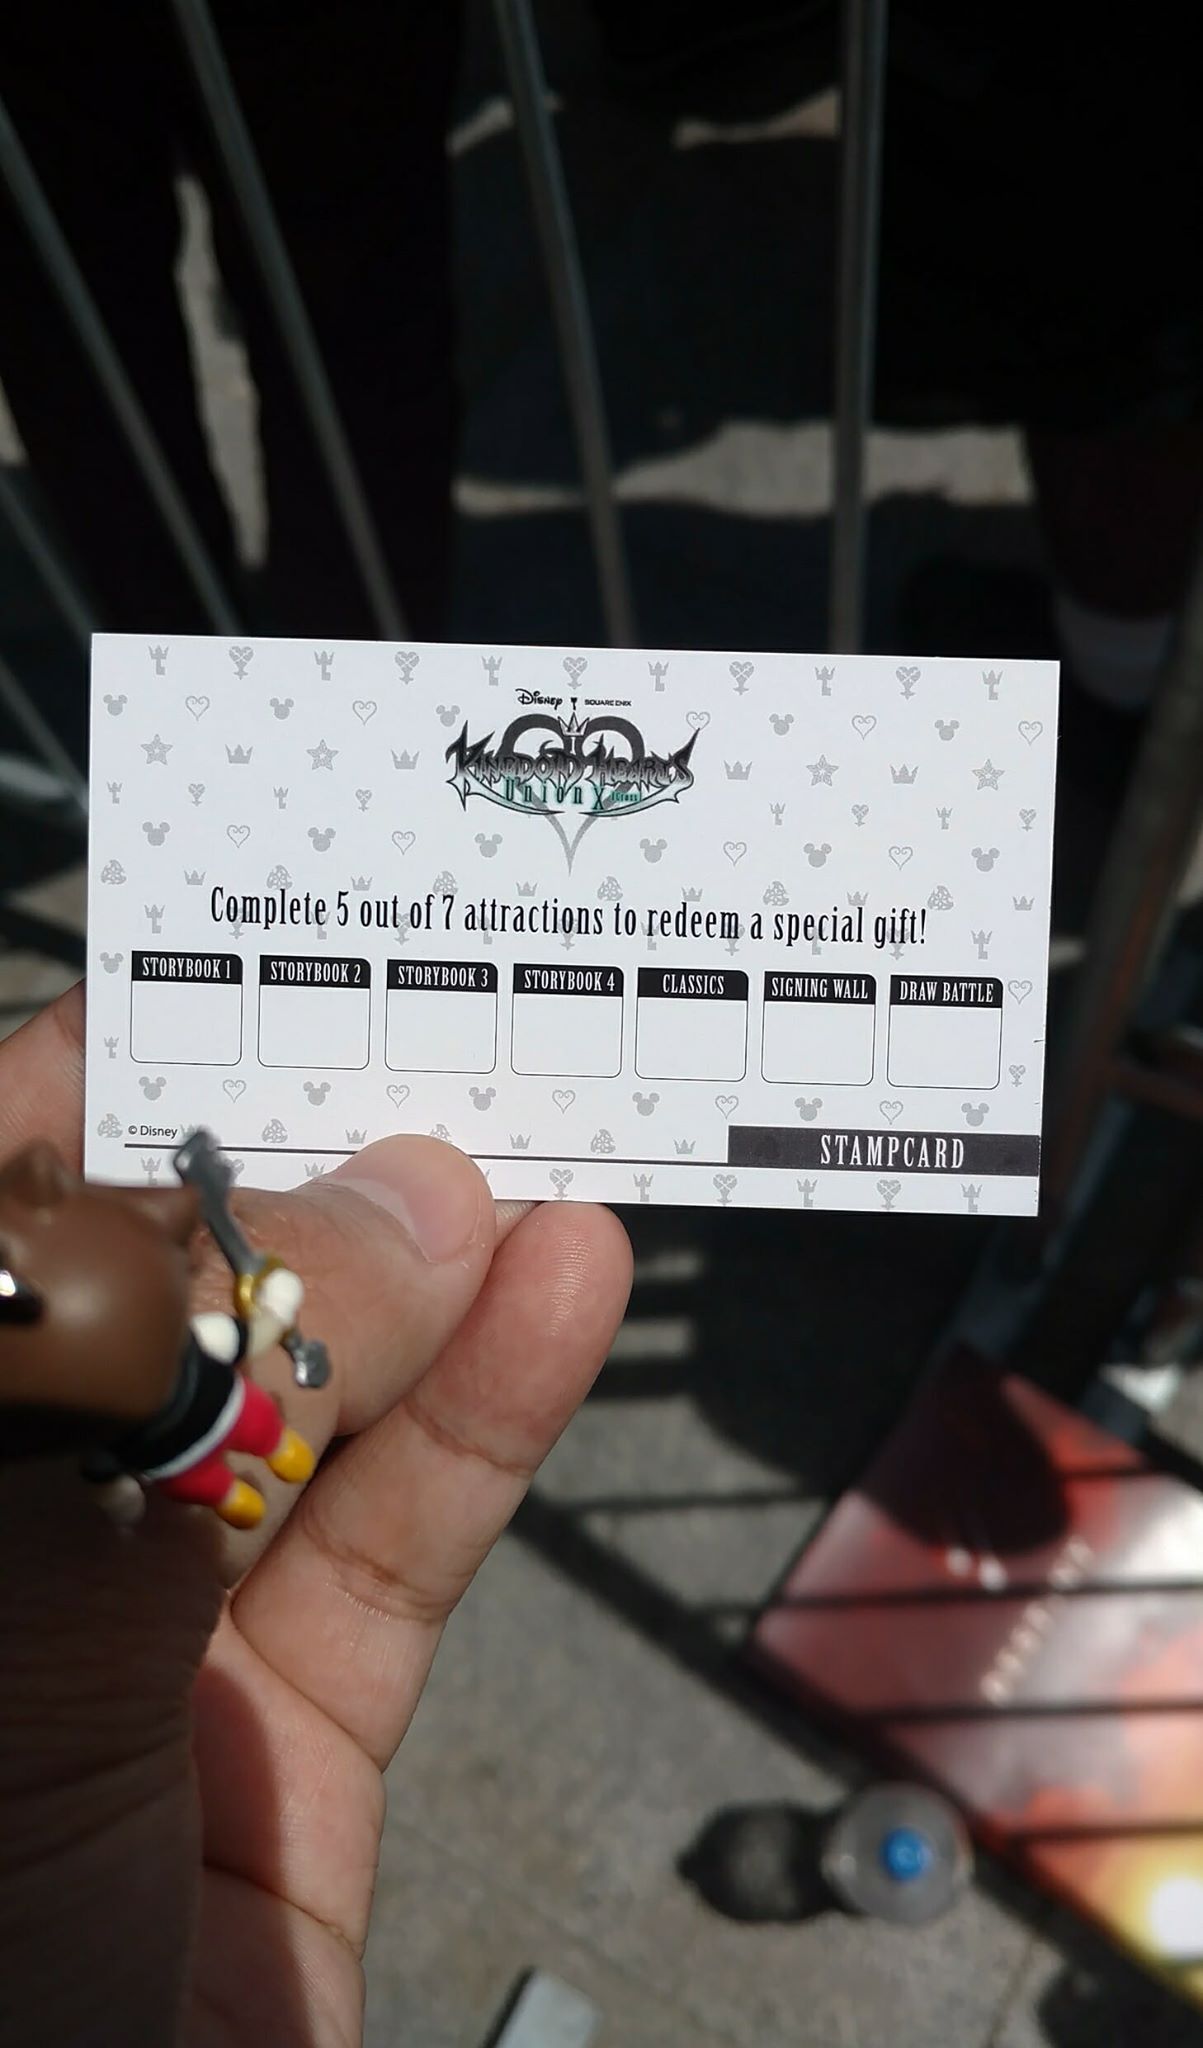 Disney SQUARE ENIX
KINGDOM HEARTS
Union X [Cross]
Complete 5 out of 7 attractions to redeem a special gift!
STORYBOOK 1 STORYBOOK 2 STORYBOOK 3 STORYBOOK 4 CLASSICS SIGNING WALL DRAW BATTLE
© Disney
STAMPCARD